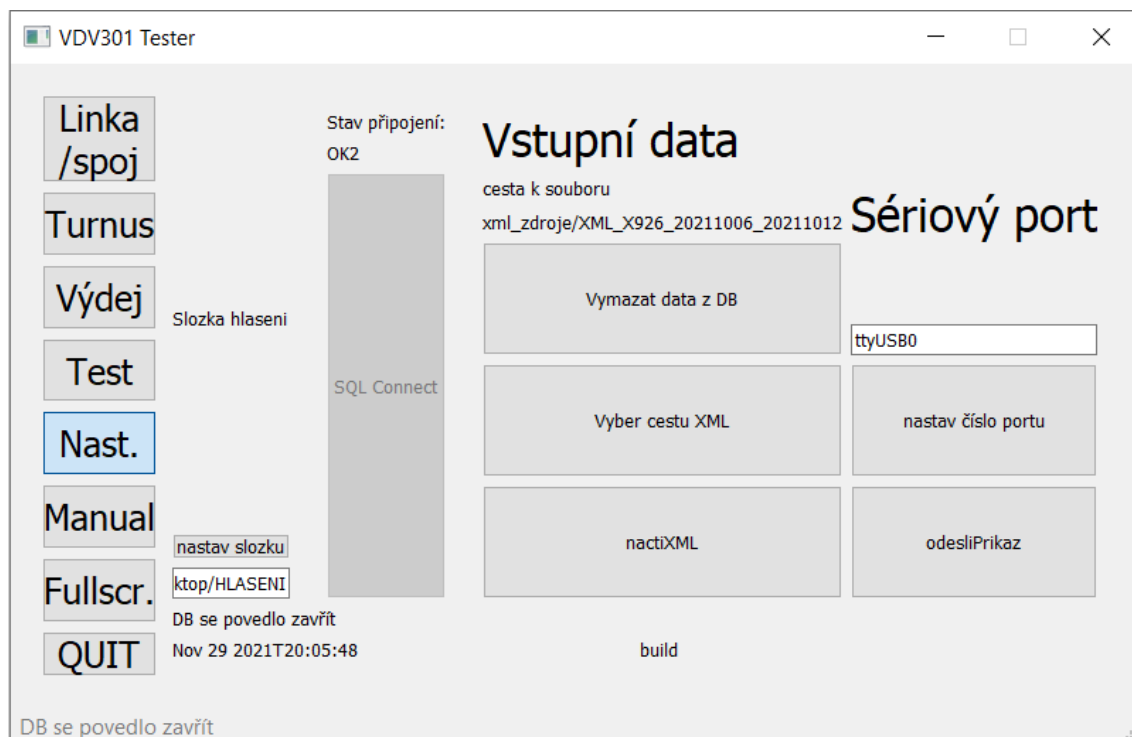 VDV301 Tester
Linka
/spoj
Turnus
Výdej
Test
Nast.
Manual
Fullscr.
QUIT
Slozka hlaseni
nastav slozku
ktop/HLASENI
DB se povedlo zavřít
Nov 29 2021T20:05:48
Stav připojení:
OK2
SQL Connect
Vstupní data
cesta k souboru
xml_zdroje/XML_X926_20211006_20211012
Vymazat data z DB
Vyber cestu XML
nactiXML
build
Sériový port
ttyUSB0
nastav číslo portu
odesliPrikaz
DB se povedlo zavřít